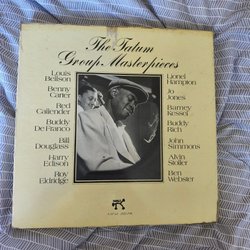 The Tatum
Group Masterpieces
Louis
Bellson
Benny
Carter
Red
Callender
Buddy
De Franco
Bill
Douglass
Harry
Edison
Roy
Eldridge
Lionel
Hampton
Jo
Jones
Barney
Kessel
Buddy
Rich
John
Simmons
Alvin
Stoller
Ben
Webster